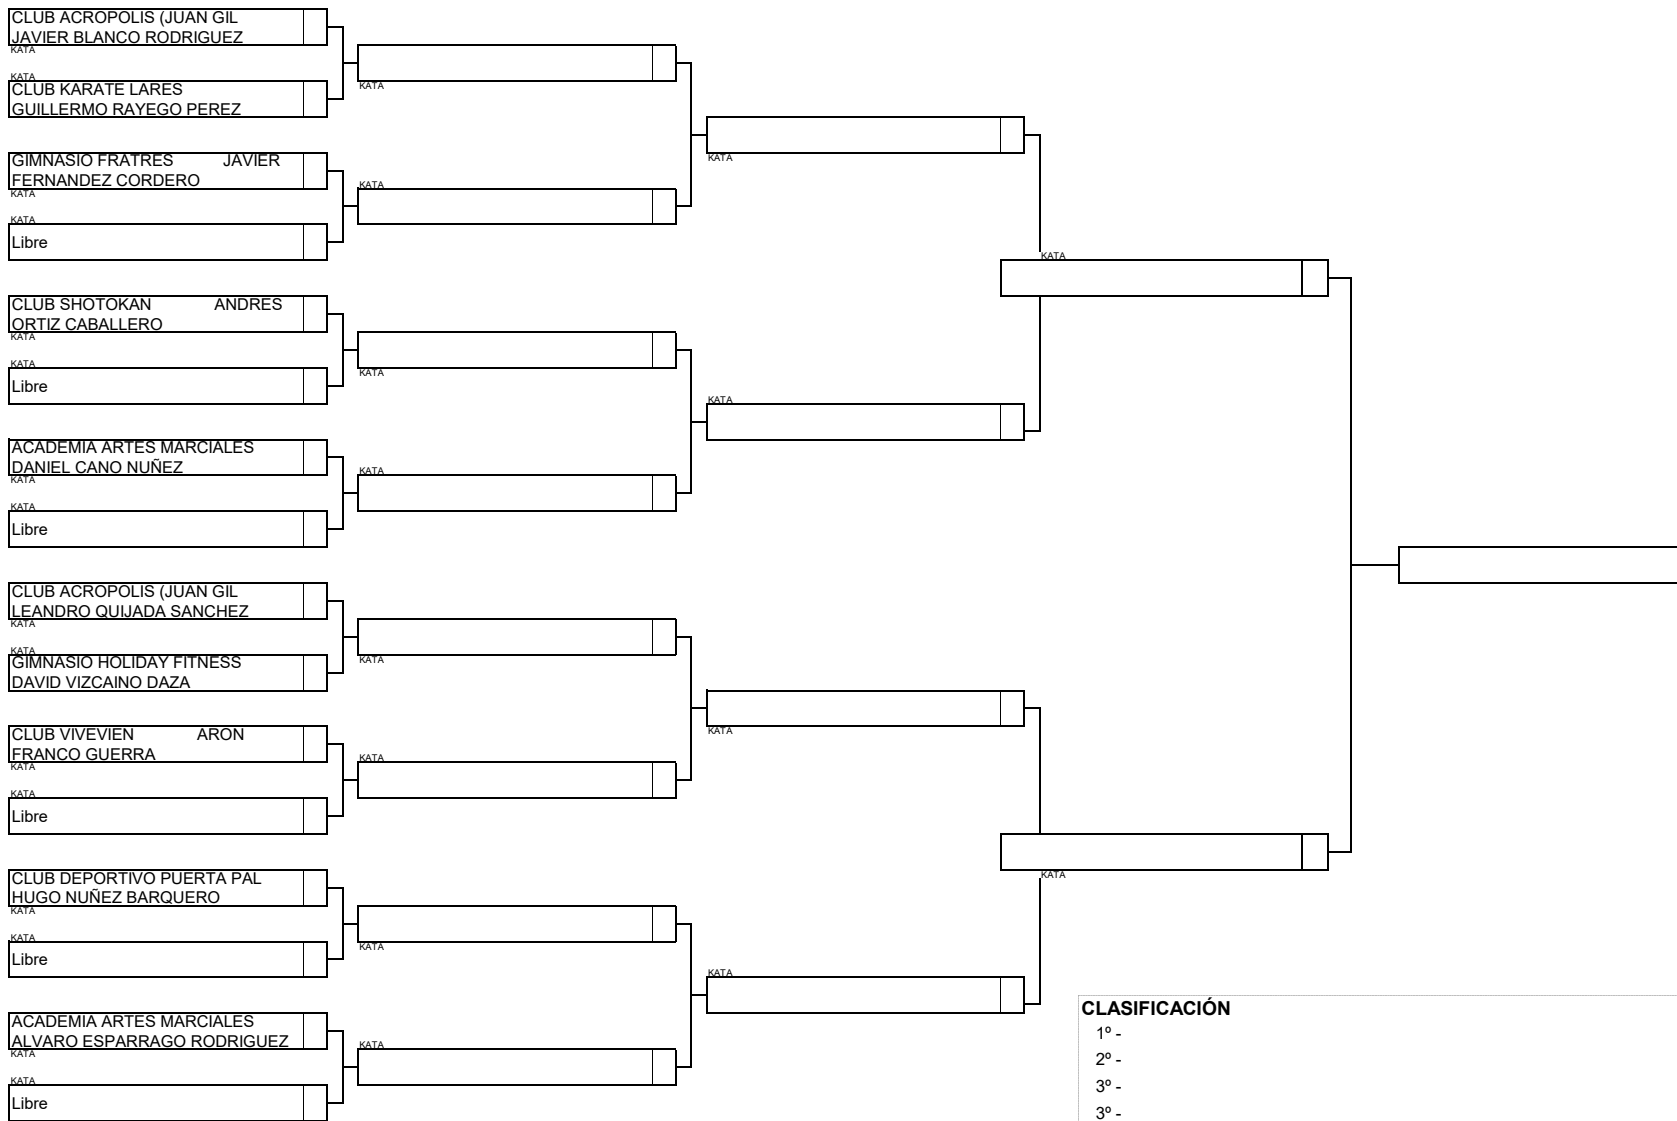 CLUB ACROPOLIS (JUAN GIL
JAVIER BLANCO RODRIGUEZ
KATA
KATA
CLUB KARATE LARES
GUILLERMO RAYEGO PEREZ
GIMNASIO FRATRES JAVIER
FERNANDEZ CORDERO
KATA
KATA
Libre
CLUB SHOTOKAN ANDRES
ORTIZ CABALLERO
KATA
KATA
Libre
ACADEMIA ARTES MARCIALES
DANIEL CANO NUÑEZ
KATA
KATA
Libre
CLUB ACROPOLIS (JUAN GIL
LEANDRO QUIJADA SANCHEZ
KATA
KATA
GIMNASIO HOLIDAY FITNESS
DAVID VIZCAINO DAZA
CLUB VIVEVIEN ARON
FRANCO GUERRA
KATA
KATA
Libre
CLUB DEPORTIVO PUERTA PAL
HUGO NUÑEZ BARQUERO
KATA
KATA
Libre
ACADEMIA ARTES MARCIALES
ALVARO ESPARRAGO RODRIGUEZ
KATA
KATA
Libre
KATA
KATA
KATA
KATA
KATA
KATA
KATA
KATA
KATA
KATA
KATA
KATA
KATA
KATA
CLASIFICACIÓN
1º -
2º -
3º -
3º -